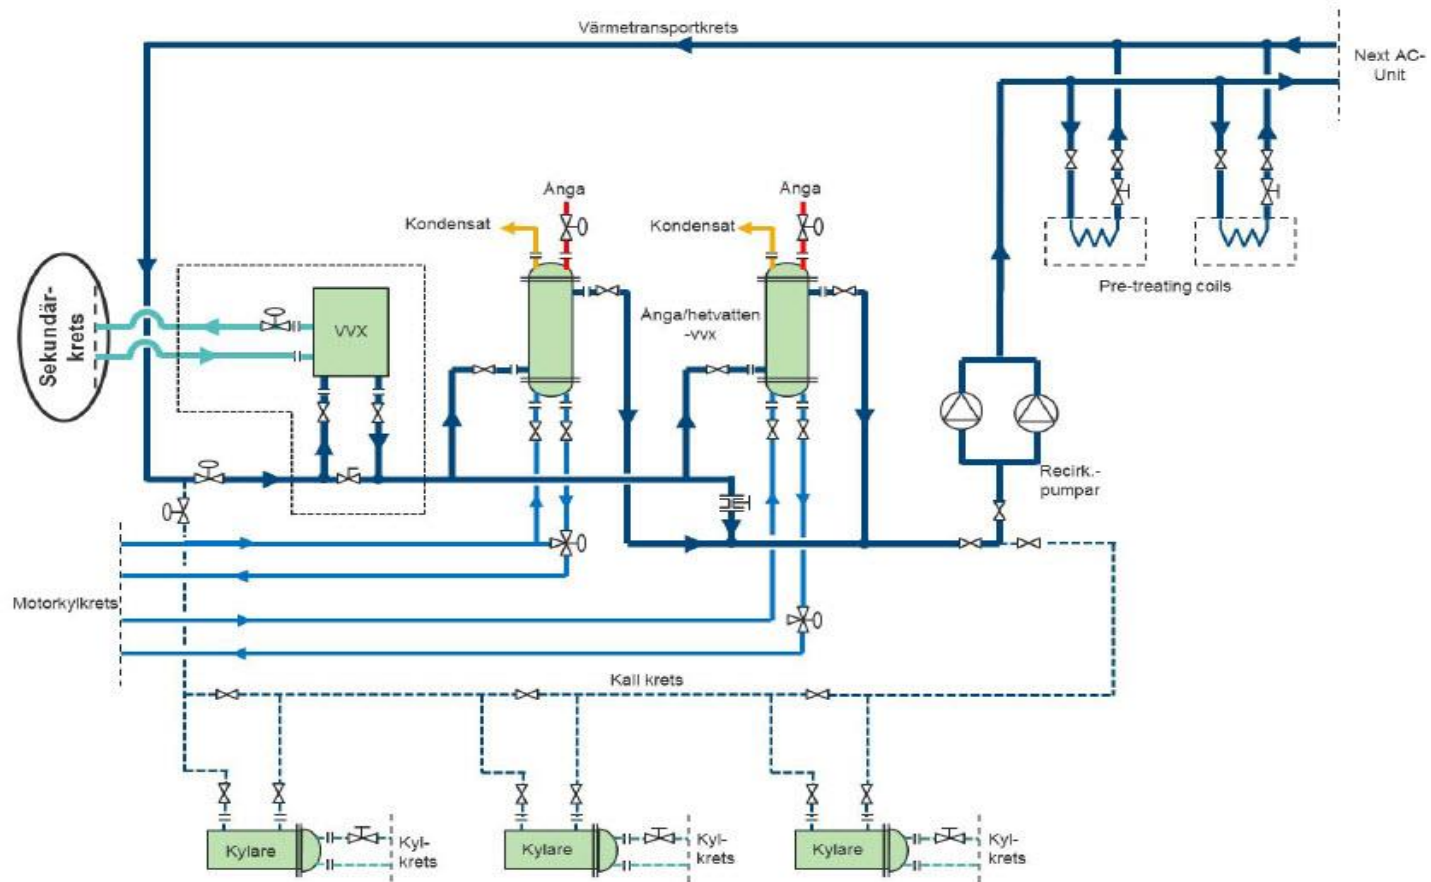 Värmetransportkrets
Next AC-
Unit
Ånga
Ånga
Kondensat
Kondensat
Pre-treating coils
Sekundär-
krets
VVX
Ånga/hetvatten
-vvx
Recirk.-
pumpar
Motorkylkrets
Kall krets
Kylare
Kyl-
krets
Kylare
Kyl-
krets
Kylare
Kyl-
krets